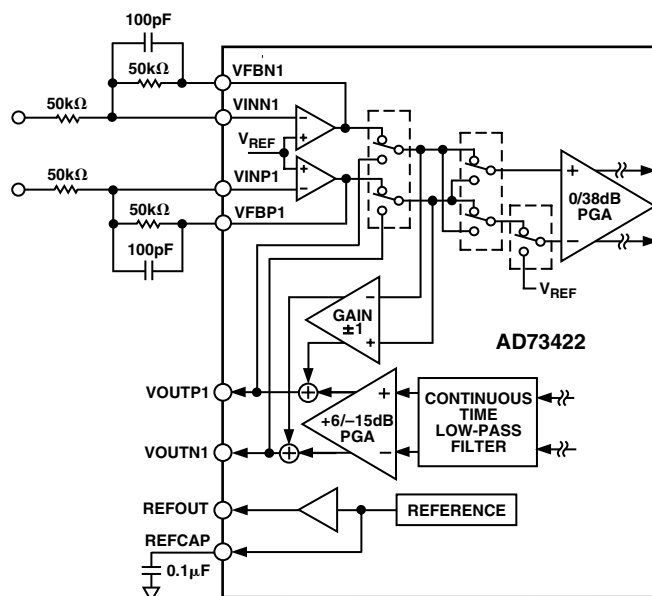 100pF
50kΩ
VFBN1
50kΩ
VINN1
VREF
50kΩ
VINP1
50kΩ
VFBP1
100pF
0/38dB
PGA
VREF
GAIN
±1
AD73422
VOUTP1
+6/–15dB
PGA
CONTINUOUS
TIME
LOW-PASS
FILTER
VOUTN1
REFOUT
REFERENCE
REFCAP
0.1μF